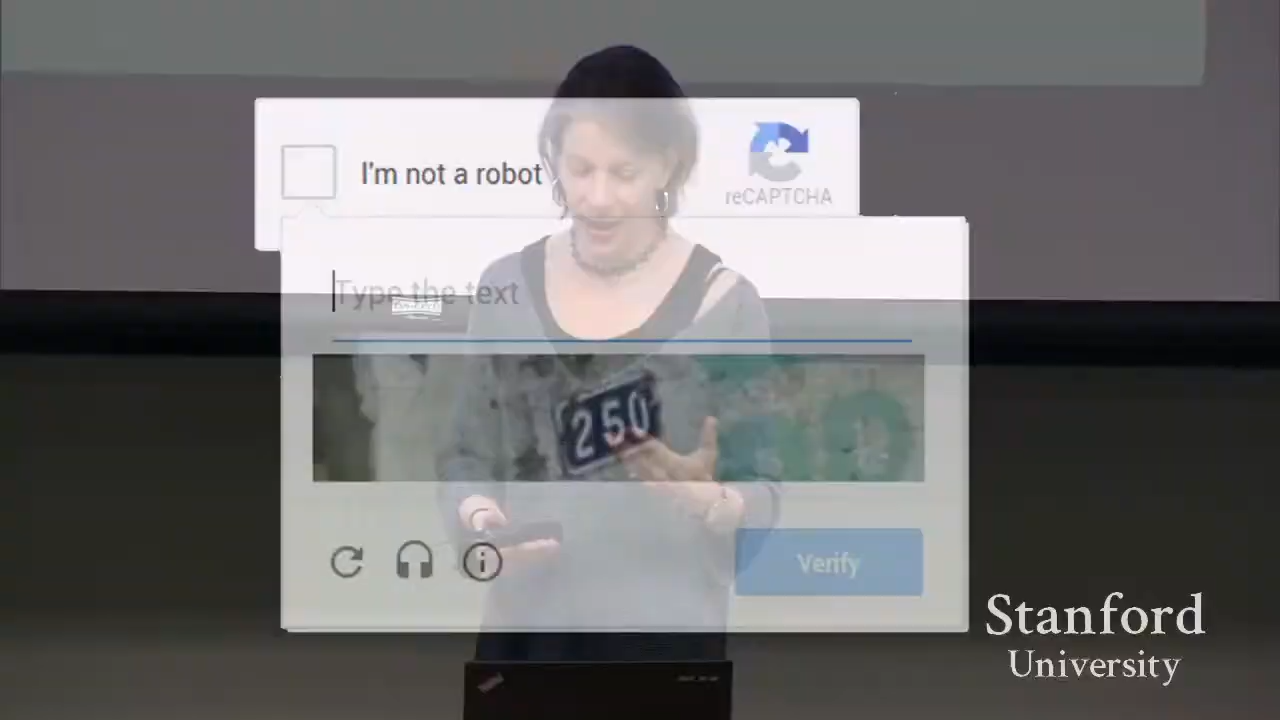 I'm not a robot
reCAPTCHA
Type the text
250
Verify
Stanford
University